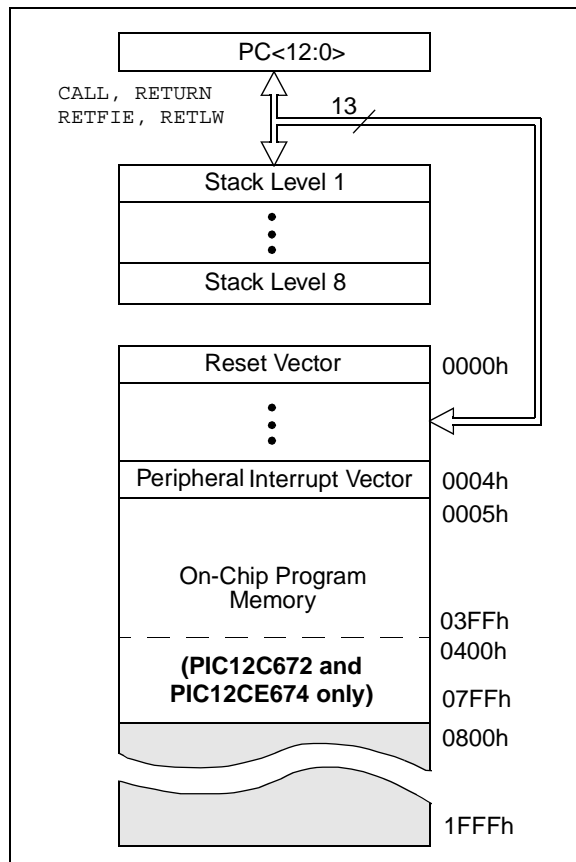 PC<12:0>
CALL, RETURN
RETFIE, RETLW
13
Stack Level 1
Stack Level 8
Reset Vector
0000h
Peripheral Interrupt Vector
0004h
0005h
On-Chip Program
Memory
03FFh
0400h
(PIC12C672 and
PIC12CE674 only)
07FFh
0800h
1FFFh